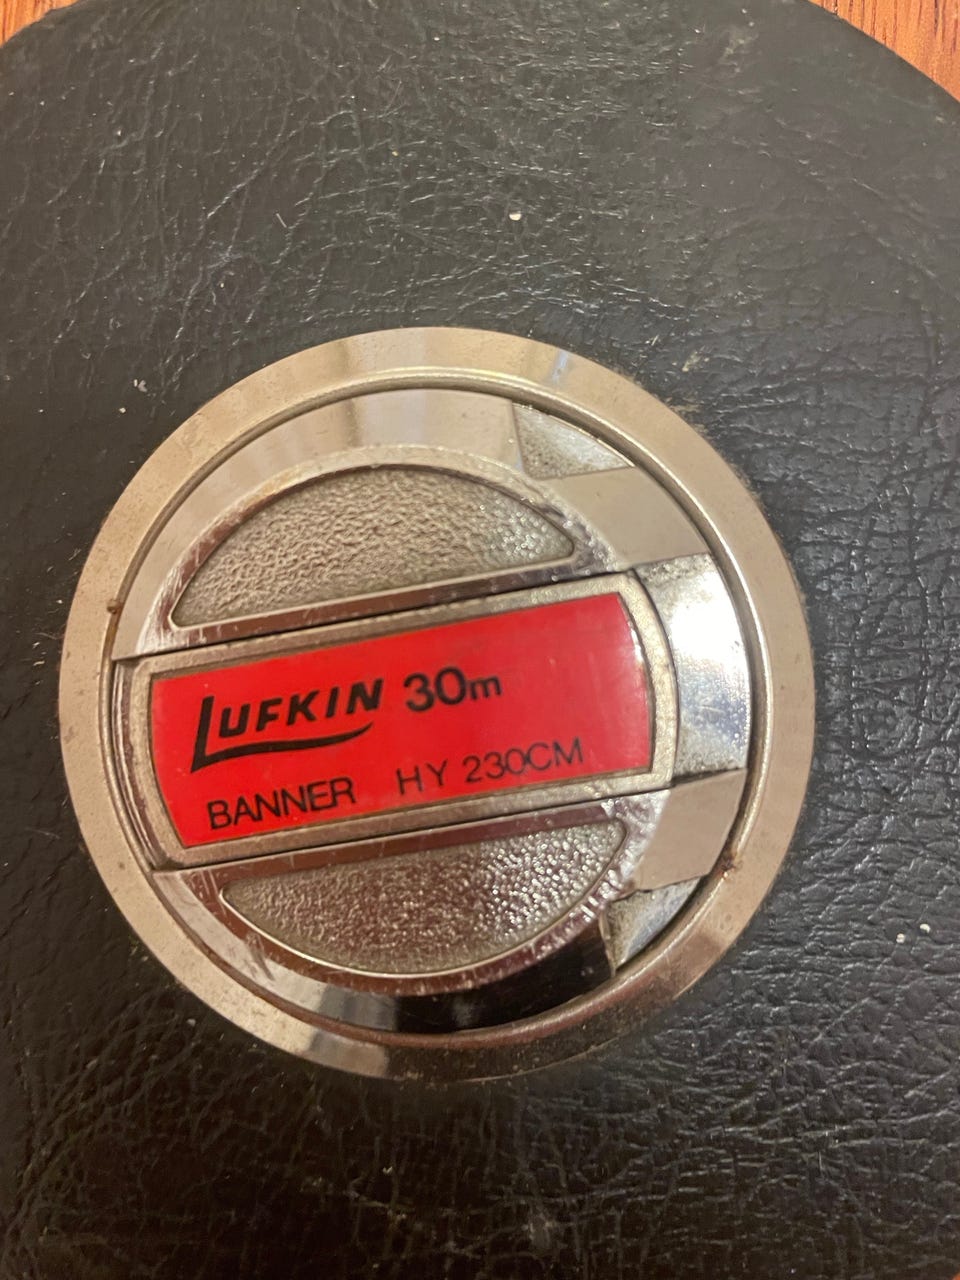 LUFKIN 30m
BANNER HY 230CM